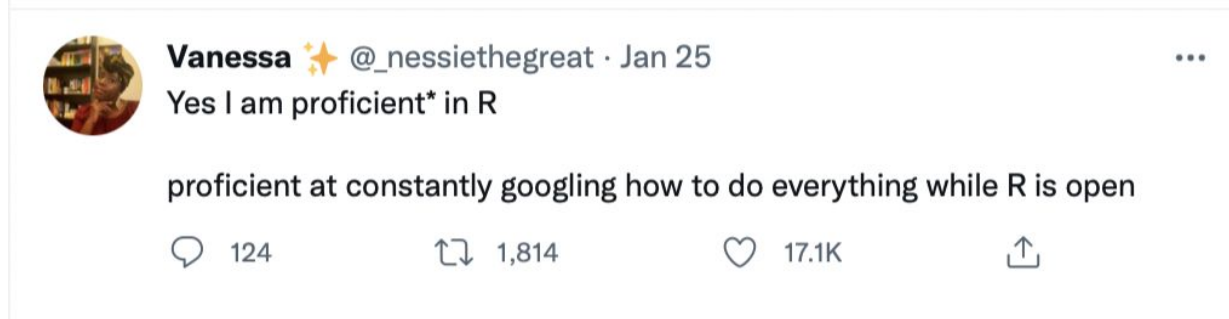 Vanessa ✨ @_nessiethegreat · Jan 25
Yes I am proficient* in R
proficient at constantly googling how to do everything while R is open
124 1,814 17.1K